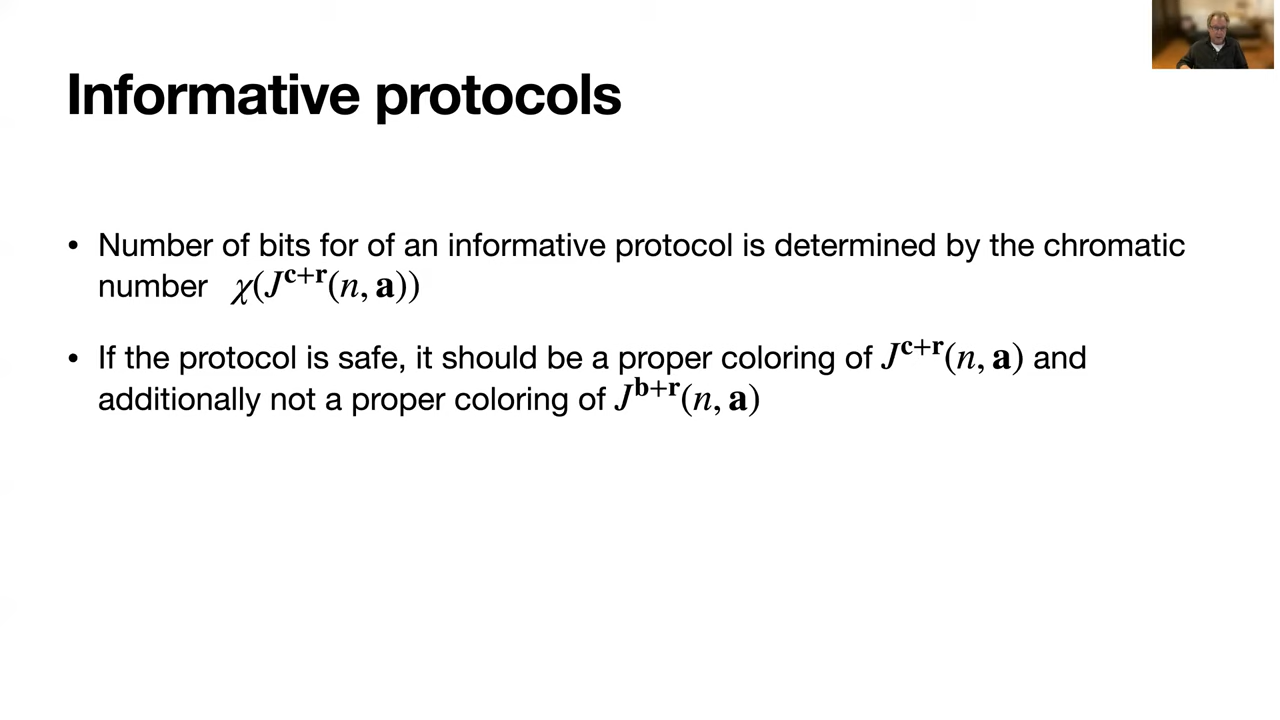 Informative protocols
• Number of bits for of an informative protocol is determined by the chromatic
number χ(J^{c+r}(n, a))
• If the protocol is safe, it should be a proper coloring of J^{c+r}(n, a) and
additionally not a proper coloring of J^{b+r}(n, a)